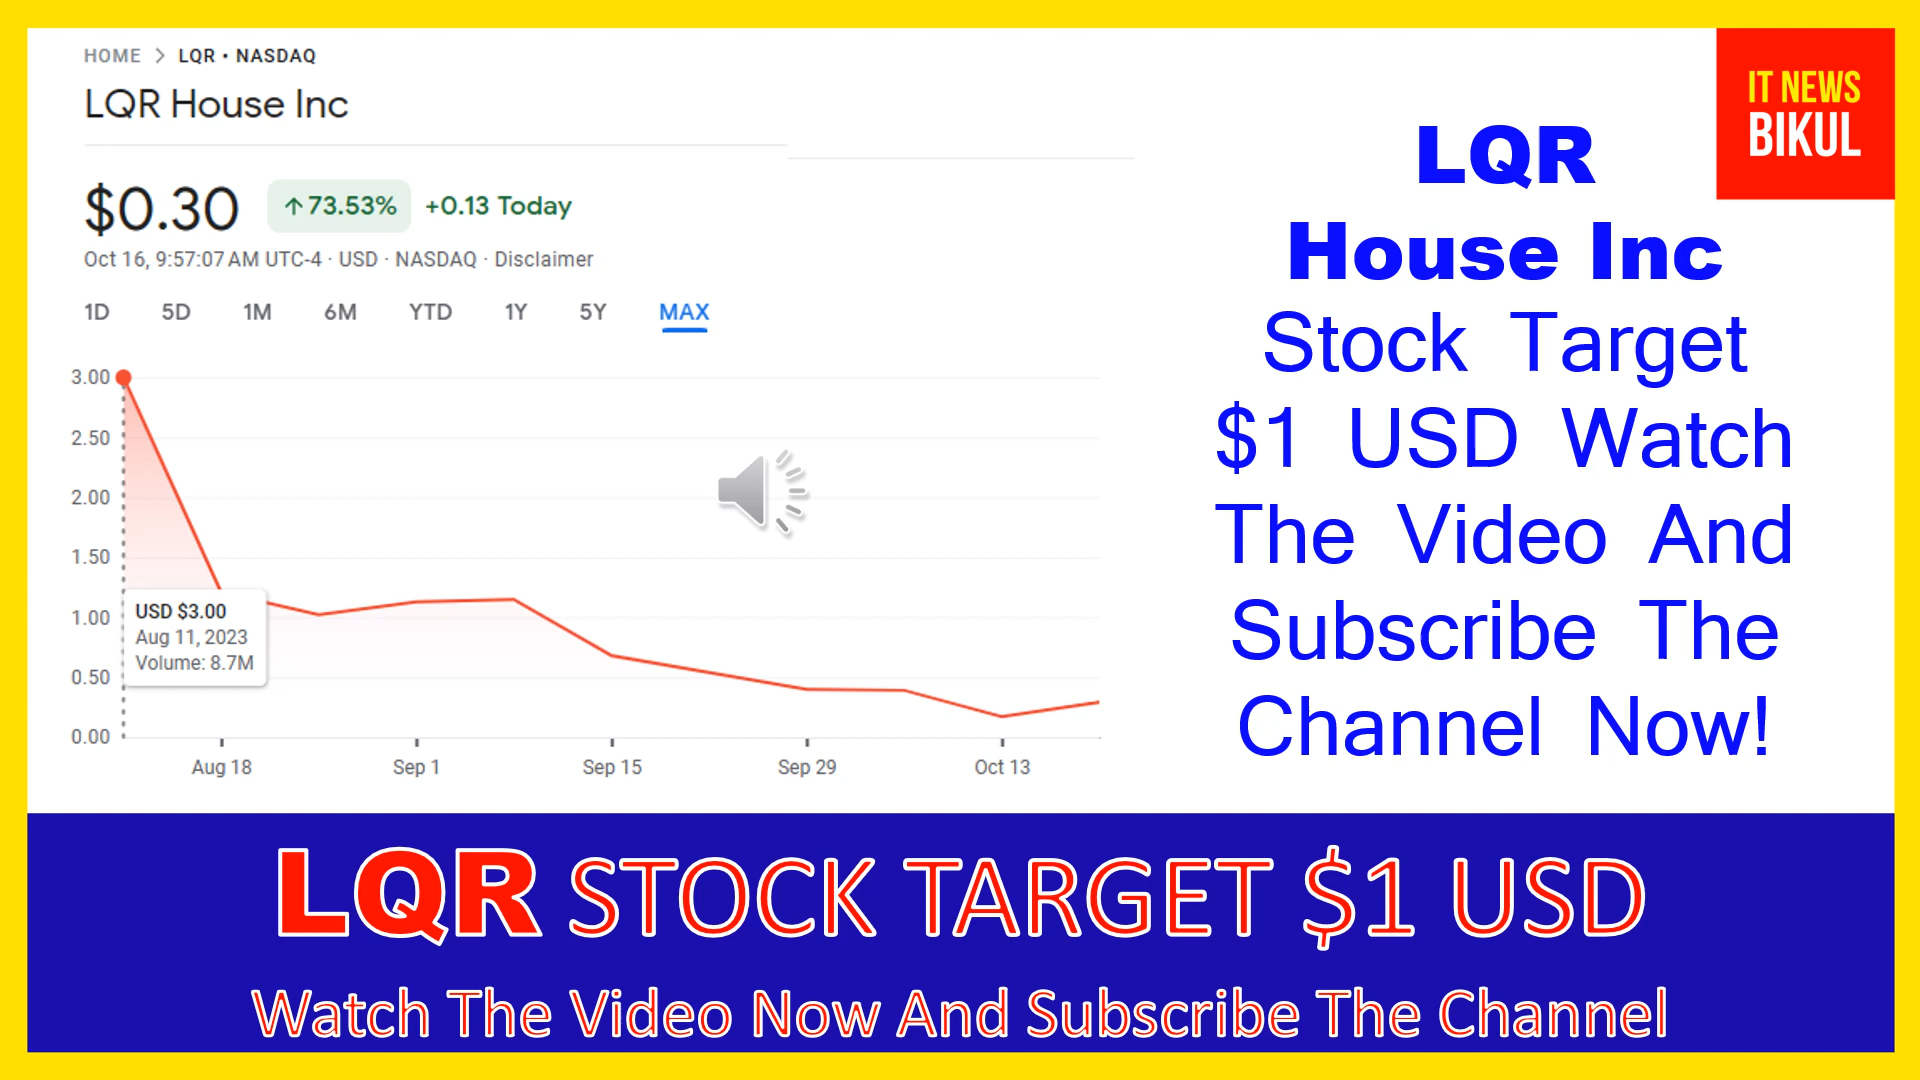 HOME > LQR • NASDAQ
LQR House Inc
$0.30 ↑73.53% +0.13 Today
Oct 16, 9:57:07 AM UTC-4 · USD · NASDAQ · Disclaimer
1D 5D 1M 6M YTD 1Y 5Y MAX
3.00
2.50
2.00
1.50
1.00
0.50
0.00
USD $3.00
Aug 11, 2023
Volume: 8.7M
Aug 18 Sep 1 Sep 15 Sep 29 Oct 13
IT NEWS
BIKUL
LQR
House Inc
Stock Target
$1 USD Watch
The Video And
Subscribe The
Channel Now!
LQR STOCK TARGET $1 USD
Watch The Video Now And Subscribe The Channel